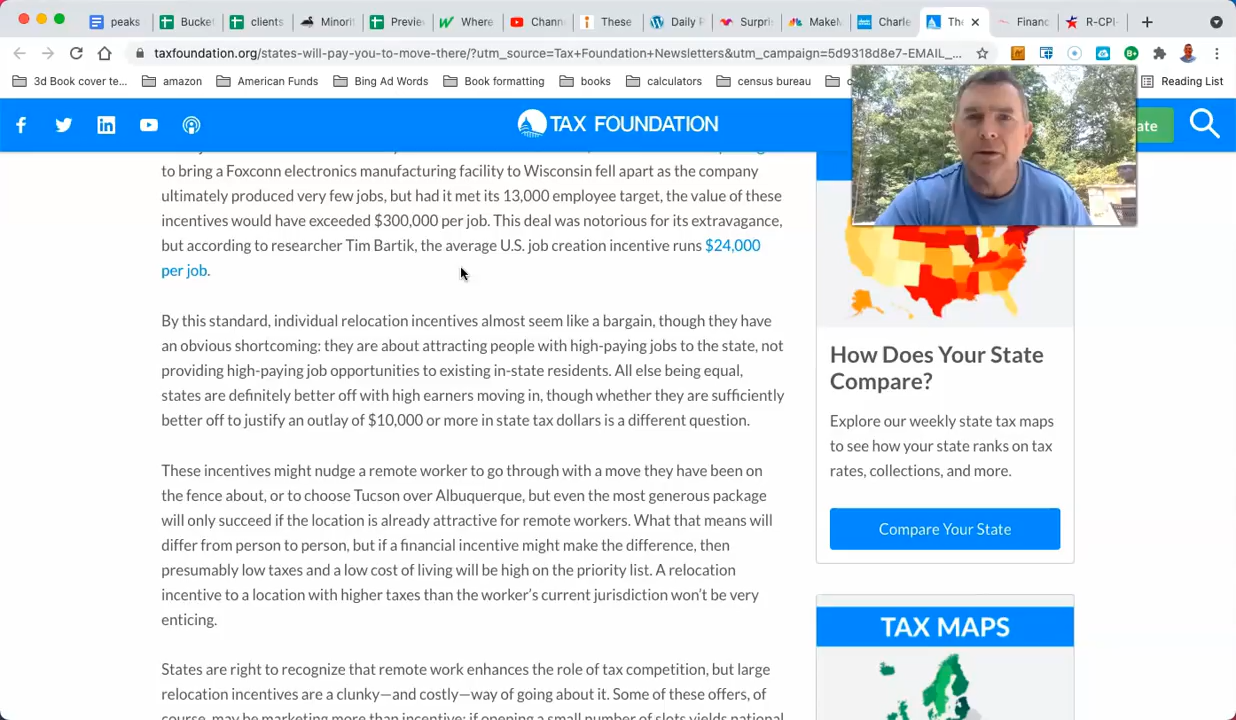 peaks
Bucket
clients
Minorit
Previe
Where
Chann
These
Daily P
Surpri
MakeM
Charle
The
Financ
R-CPI-
taxfoundation.org/states-will-pay-you-to-move-there/?utm_source=Tax+Foundation+Newsletters&utm_campaign=5d9318d8e7-EMAIL_...
3d Book cover te...
amazon
American Funds
Bing Ad Words
Book formatting
books
calculators
census bureau
Reading List
TAX FOUNDATION
ate
to bring a Foxconn electronics manufacturing facility to Wisconsin fell apart as the company
ultimately produced very few jobs, but had it met its 13,000 employee target, the value of these
incentives would have exceeded $300,000 per job. This deal was notorious for its extravagance,
but according to researcher Tim Bartik, the average U.S. job creation incentive runs $24,000
per job.
By this standard, individual relocation incentives almost seem like a bargain, though they have
an obvious shortcoming: they are about attracting people with high-paying jobs to the state, not
providing high-paying job opportunities to existing in-state residents. All else being equal,
states are definitely better off with high earners moving in, though whether they are sufficiently
better off to justify an outlay of $10,000 or more in state tax dollars is a different question.
These incentives might nudge a remote worker to go through with a move they have been on
the fence about, or to choose Tucson over Albuquerque, but even the most generous package
will only succeed if the location is already attractive for remote workers. What that means will
differ from person to person, but if a financial incentive might make the difference, then
presumably low taxes and a low cost of living will be high on the priority list. A relocation
incentive to a location with higher taxes than the worker's current jurisdiction won't be very
enticing.
States are right to recognize that remote work enhances the role of tax competition, but large
relocation incentives are a clunky—and costly—way of going about it. Some of these offers, of
course, may be marketing more than incentive: if opening a small number of slots yields national
How Does Your State
Compare?
Explore our weekly state tax maps
to see how your state ranks on tax
rates, collections, and more.
Compare Your State
TAX MAPS